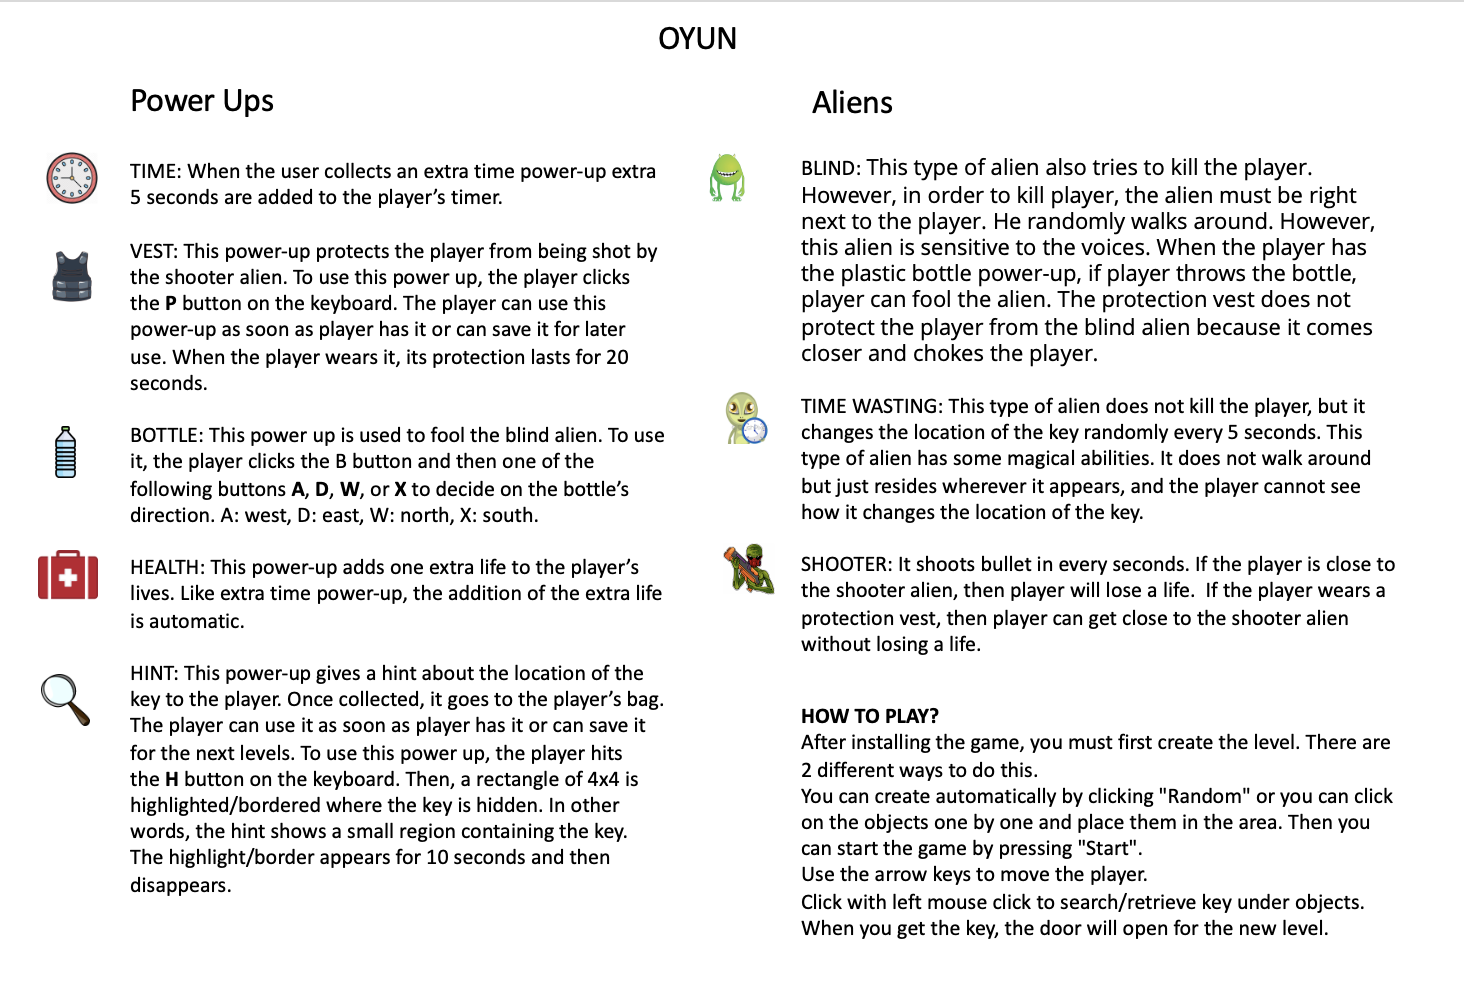 OYUN
Power Ups
TIME: When the user collects an extra time power-up extra
5 seconds are added to the player’s timer.
VEST: This power-up protects the player from being shot by
the shooter alien. To use this power up, the player clicks
the P button on the keyboard. The player can use this
power-up as soon as player has it or can save it for later
use. When the player wears it, its protection lasts for 20
seconds.
BOTTLE: This power up is used to fool the blind alien. To use
it, the player clicks the B button and then one of the
following buttons A, D, W, or X to decide on the bottle’s
direction. A: west, D: east, W: north, X: south.
HEALTH: This power-up adds one extra life to the player’s
lives. Like extra time power-up, the addition of the extra life
is automatic.
HINT: This power-up gives a hint about the location of the
key to the player. Once collected, it goes to the player’s bag.
The player can use it as soon as player has it or can save it
for the next levels. To use this power up, the player hits
the H button on the keyboard. Then, a rectangle of 4x4 is
highlighted/bordered where the key is hidden. In other
words, the hint shows a small region containing the key.
The highlight/border appears for 10 seconds and then
disappears.
Aliens
BLIND: This type of alien also tries to kill the player.
However, in order to kill player, the alien must be right
next to the player. He randomly walks around. However,
this alien is sensitive to the voices. When the player has
the plastic bottle power-up, if player throws the bottle,
player can fool the alien. The protection vest does not
protect the player from the blind alien because it comes
closer and chokes the player.
TIME WASTING: This type of alien does not kill the player, but it
changes the location of the key randomly every 5 seconds. This
type of alien has some magical abilities. It does not walk around
but just resides wherever it appears, and the player cannot see
how it changes the location of the key.
SHOOTER: It shoots bullet in every seconds. If the player is close to
the shooter alien, then player will lose a life.  If the player wears a
protection vest, then player can get close to the shooter alien
without losing a life.
HOW TO PLAY?
After installing the game, you must first create the level. There are
2 different ways to do this.
You can create automatically by clicking "Random" or you can click
on the objects one by one and place them in the area. Then you
can start the game by pressing "Start".
Use the arrow keys to move the player.
Click with left mouse click to search/retrieve key under objects.
When you get the key, the door will open for the new level.